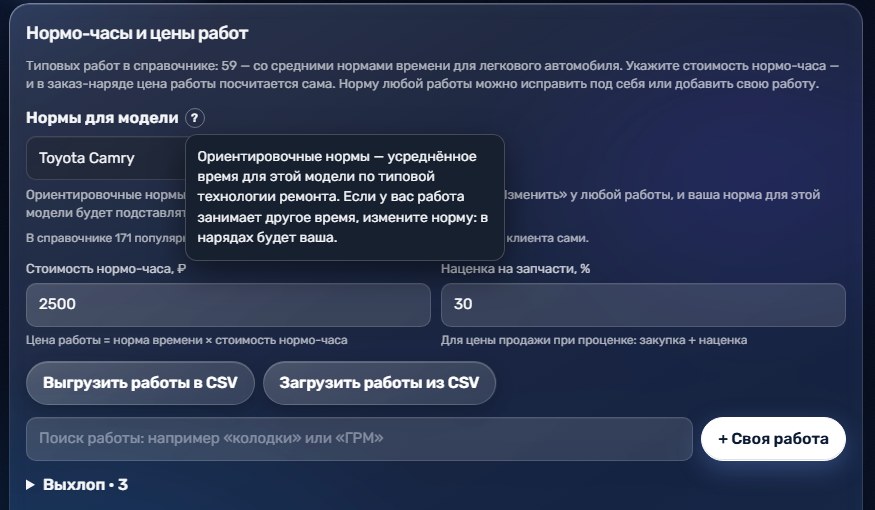 Нормо-часы и цены работ
Типовых работ в справочнике: 59 — со средними нормами времени для легкового автомобиля. Укажите стоимость нормо-часа —
и в заказ-наряде цена работы посчитается сама. Норму любой работы можно исправить под себя или добавить свою работу.
Нормы для модели ?
Toyota Camry
Ориентировочные нормы — усреднённое
время для этой модели по типовой
технологии ремонта. Если у вас работа
занимает другое время, измените норму: в
нарядах будет ваша.
Ориентировочные нормы Изменить» у любой работы, и ваша норма для этой
модели будет подставлят
В справочнике 171 популяр клиента сами.
Стоимость нормо-часа, ₽ Наценка на запчасти, %
2500 30
Цена работы = норма времени × стоимость нормо-часа Для цены продажи при проценке: закупка + наценка
Выгрузить работы в CSV Загрузить работы из CSV
Поиск работы: например «колодки» или «ГРМ» + Своя работа
▶ Выхлоп • 3